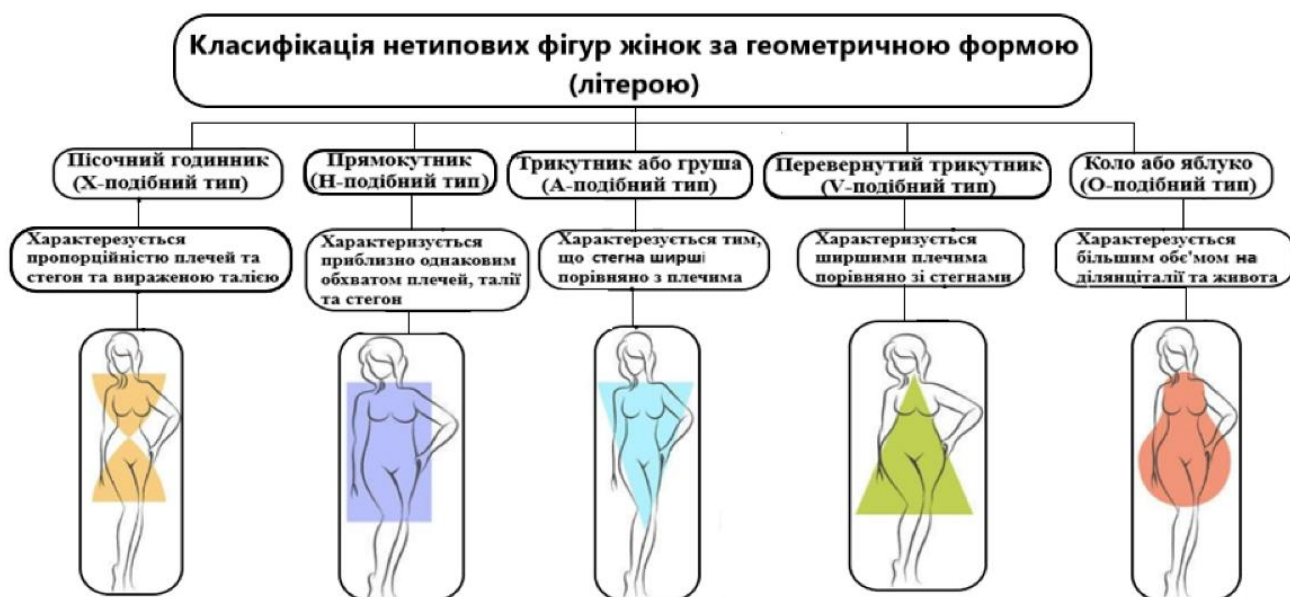 Класифікація нетипових фігур жінок за геометричною формою
(літерою)
Пісочний годинник
(X-подібний тип)
Прямокутник
(Н-подібний тип)
Трикутник або груша
(А-подібний тип)
Перевернутий трикутник
(V-подібний тип)
Коло або яблуко
(О-подібний тип)
Характерезується
пропорційністю плечей та
стегон та вираженою талією
Характеризується
приблизно однаковим
обхватом плечей, талії
та стегон
Характерезується тим,
що стегна ширші
порівняно з плечима
Характеризується
ширшими плечима
порівняно зі стегнами
Характерезується
більшим обє'мом на
ділянціталії та живота